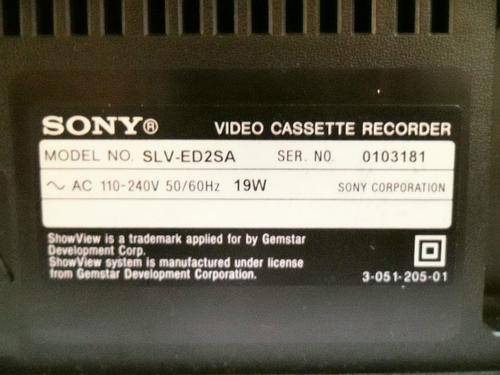 SONY® VIDEO CASSETTE RECORDER
MODEL NO. SLV-ED2SA SER. NO. 0103181
~ AC 110-240V 50/60Hz 19W SONY CORPORATION
ShowView is a trademark applied for by Gemstar
Development Corp.
ShowView system is manufactured under license
from Gemstar Development Corporation.
3-051-205-01